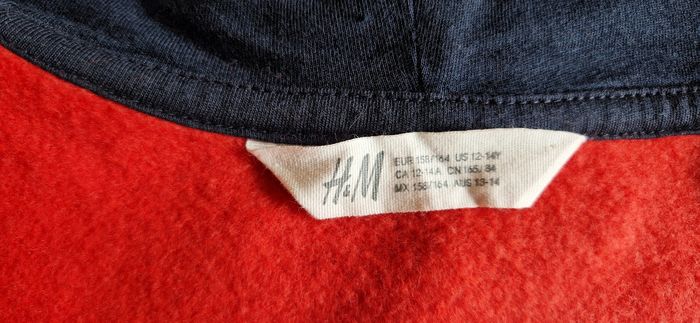 H&M
EUR 158/164 US 12-14Y
CA 12-14A CN 165/84
MX 158/164 AUS 13-14